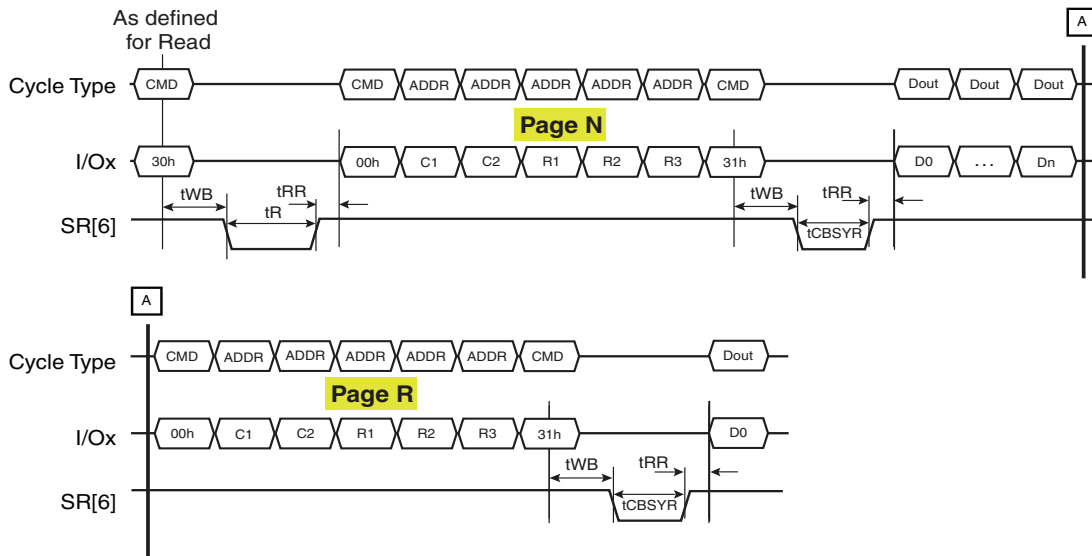 As defined
for Read
A
Cycle Type CMD CMD ADDR ADDR ADDR ADDR ADDR CMD Dout Dout Dout
Page N
I/Ox 30h 00h C1 C2 R1 R2 R3 31h D0 ... Dn
tWB tRR tWB tRR
tR tCBSYR
SR[6]
A
Cycle Type CMD ADDR ADDR ADDR ADDR ADDR CMD Dout
Page R
I/Ox 00h C1 C2 R1 R2 R3 31h D0
tWB tRR
tCBSYR
SR[6]